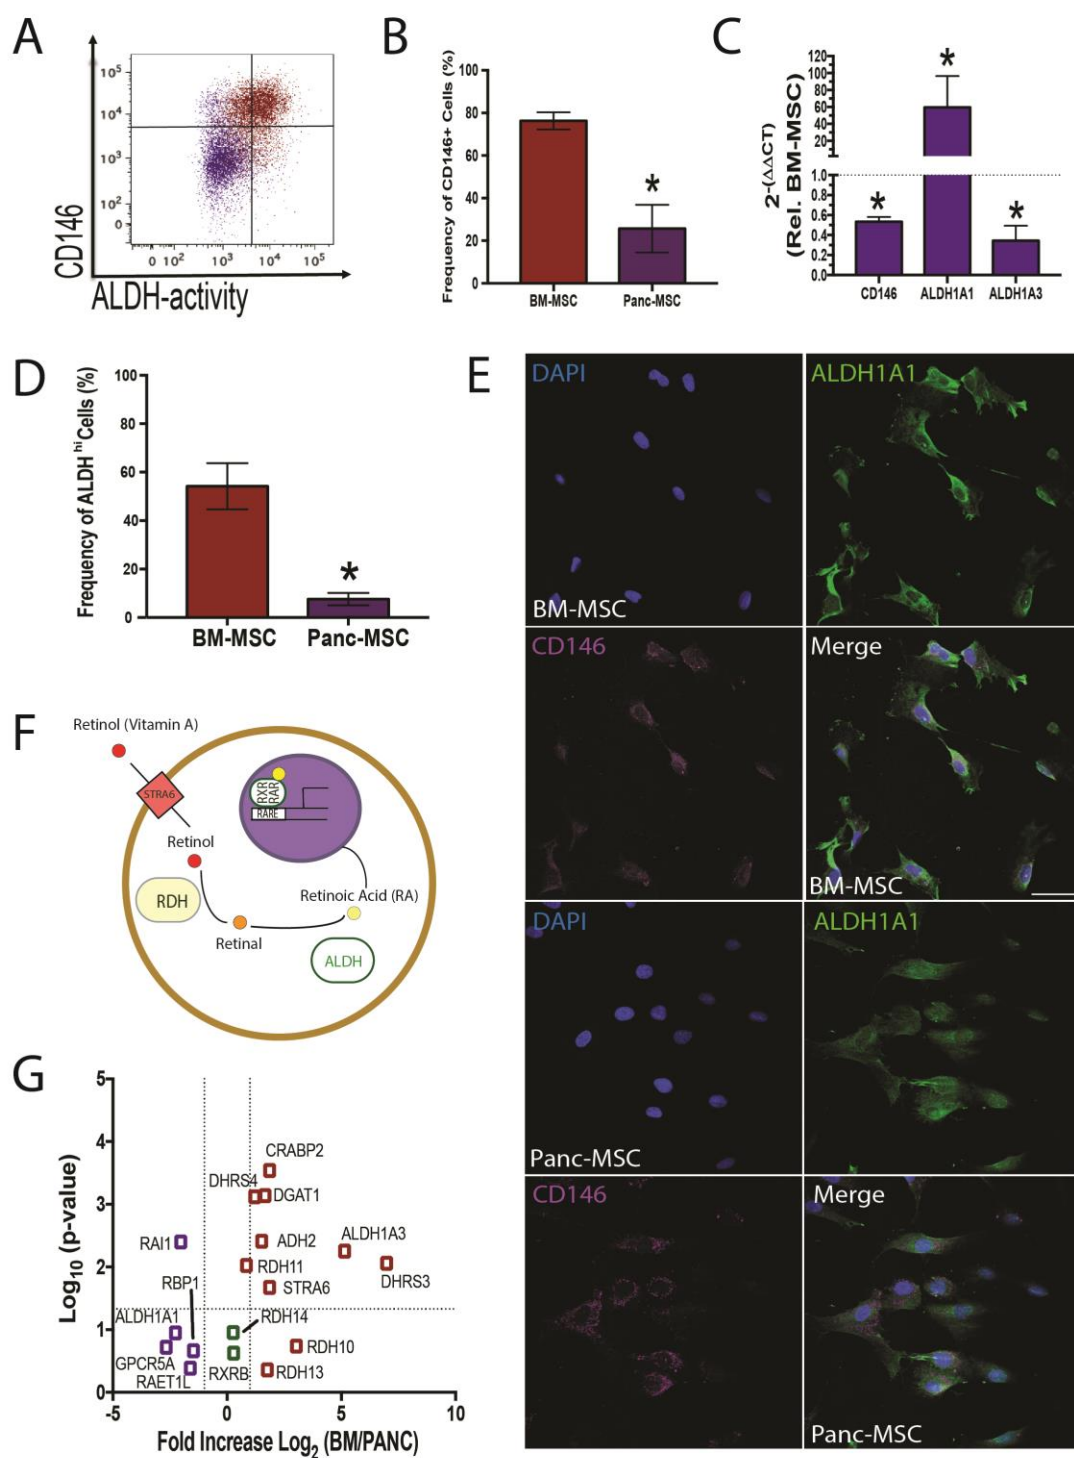 A
CD146
10⁵
10⁴
10³
10²
0
0 10² 10³ 10⁴ 10⁵
ALDH-activity
B
Frequency of CD146+ Cells (%)
100
80
60
40
20
0
*
BM-MSC Panc-MSC
C
2-(ΔΔCT)
(Rel. BM-MSC)
120
100
80
60
40
20
10
1.0
0.8
0.6
0.4
0.2
0.0
* * *
CD146 ALDH1A1 ALDH1A3
D
Frequency of ALDH hi Cells (%)
100
80
60
40
20
0
*
BM-MSC Panc-MSC
E
DAPI
BM-MSC
ALDH1A1
CD146
Merge
BM-MSC
DAPI
Panc-MSC
ALDH1A1
CD146
Merge
Panc-MSC
F
Retinol (Vitamin A)
STRA6
Retinol
RDH
Retinal
RXR
RAR
RARE
Retinoic Acid (RA)
ALDH
G
Log₁₀ (p-value)
5
4
3
2
1
0
CRABP2
DHRS4
DGAT1
RAI1
ADH2
ALDH1A3
RDH11
DHRS3
RBP1
STRA6
ALDH1A1
RDH14
GPCR5A
RDH10
RAET1L
RXRB
RDH13
-5 0 5 10
Fold Increase Log₂ (BM/PANC)